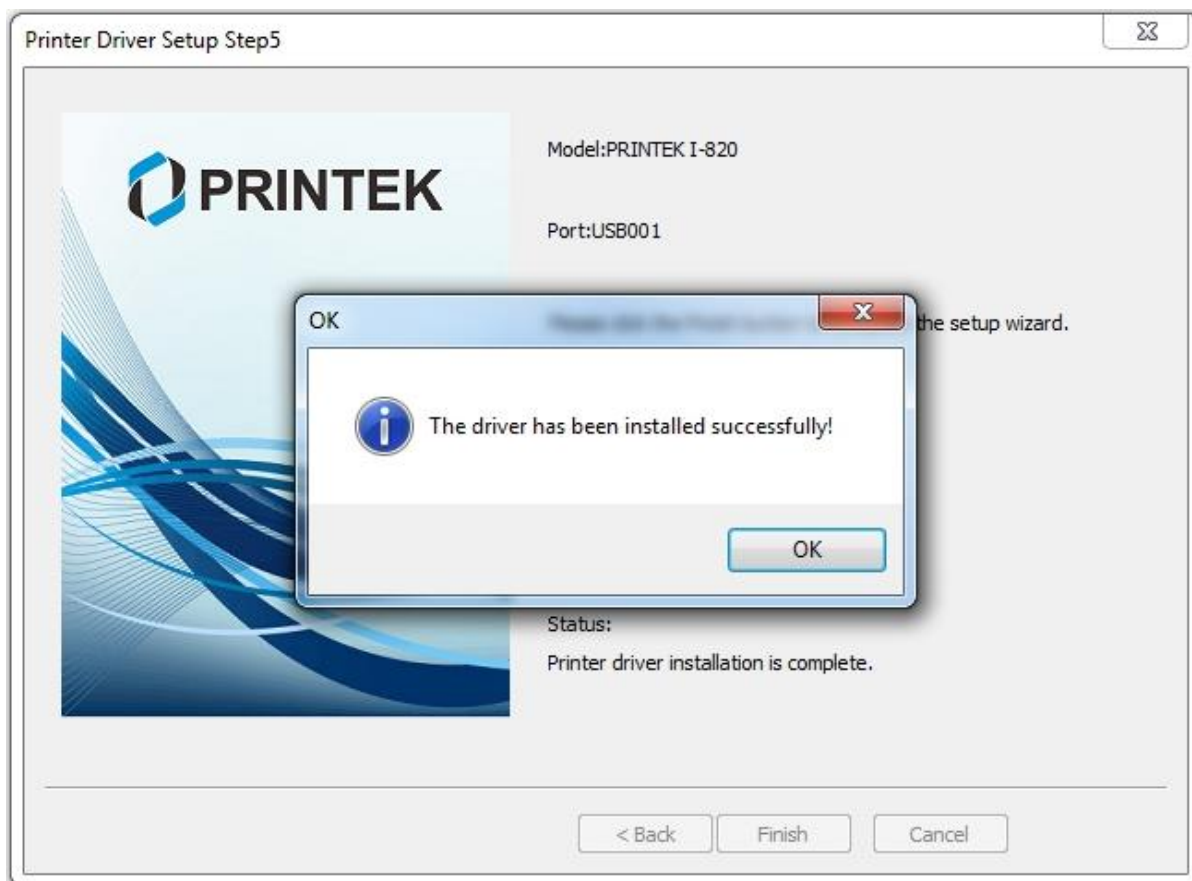 Printer Driver Setup Step5
PRINTEK
Model:PRINTEK I-820
Port:USB001
the setup wizard.
OK
The driver has been installed successfully!
OK
Status:
Printer driver installation is complete.
< Back
Finish
Cancel